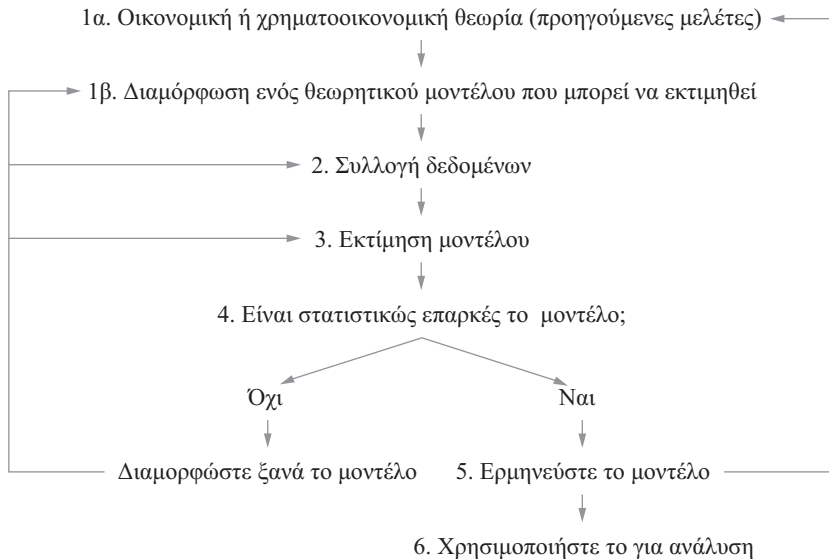 1α. Οικονομική ή χρηματοοικονομική θεωρία (προηγούμενες μελέτες)
1β. Διαμόρφωση ενός θεωρητικού μοντέλου που μπορεί να εκτιμηθεί
2. Συλλογή δεδομένων
3. Εκτίμηση μοντέλου
4. Είναι στατιστικώς επαρκές το μοντέλο;
Όχι
Ναι
Διαμορφώστε ξανά το μοντέλο
5. Ερμηνεύστε το μοντέλο
6. Χρησιμοποιήστε το για ανάλυση